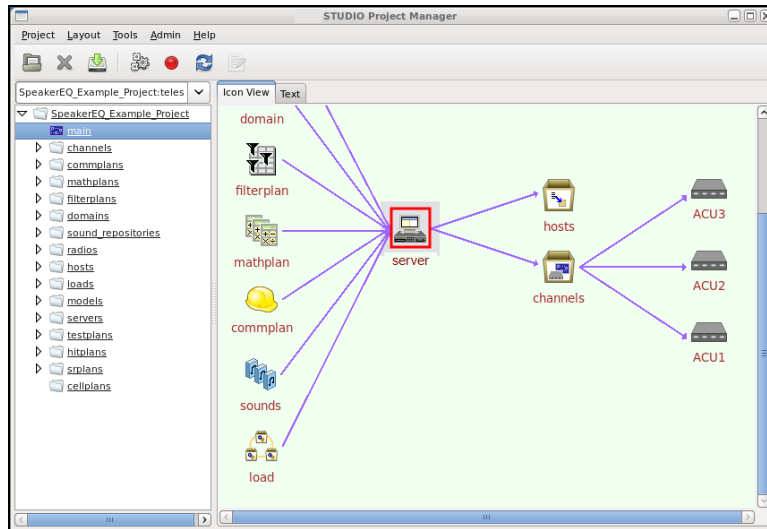 STUDIO Project Manager
Project Layout Tools Admin Help
SpeakerEQ_Example_Project:teles
SpeakerEQ_Example_Project
main
channels
commplans
mathplans
filterplans
domains
sound_repositories
radios
hosts
loads
models
servers
testplans
hitplans
srplans
cellplans
Icon View Text
domain
filterplan
mathplan
commplan
sounds
load
server
hosts
channels
ACU3
ACU2
ACU1